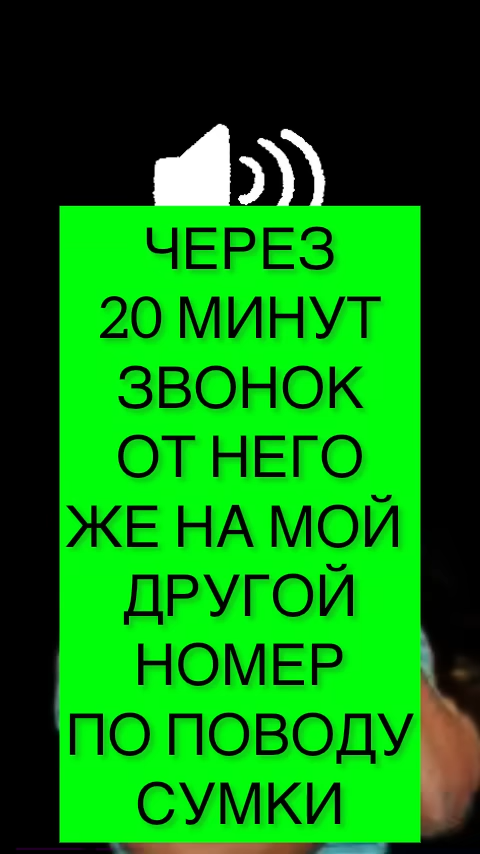 ЧЕРЕЗ
20 МИНУТ
ЗВОНОК
ОТ НЕГО
ЖЕ НА МОЙ
ДРУГОЙ
НОМЕР
ПО ПОВОДУ
СУМКИ